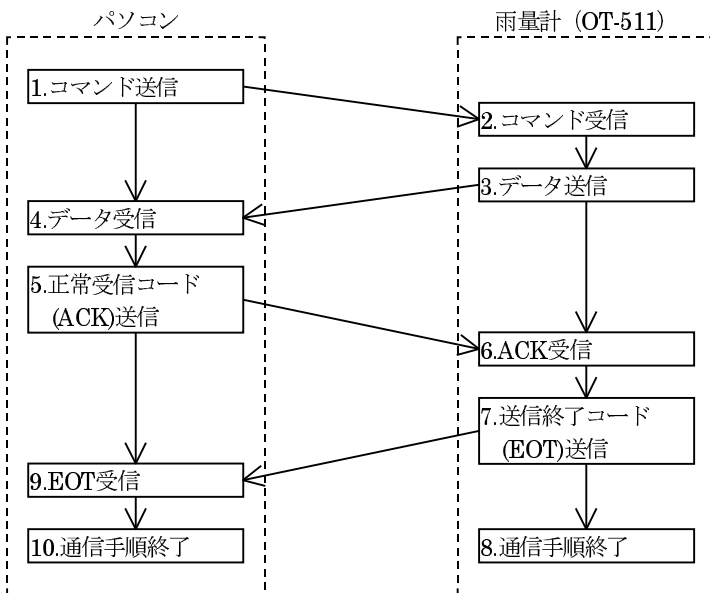 パソコン
雨量計（OT-511）
1.コマンド送信
2.コマンド受信
3.データ送信
4.データ受信
5.正常受信コード
(ACK)送信
6.ACK受信
7.送信終了コード
(EOT)送信
9.EOT受信
10.通信手順終了
8.通信手順終了